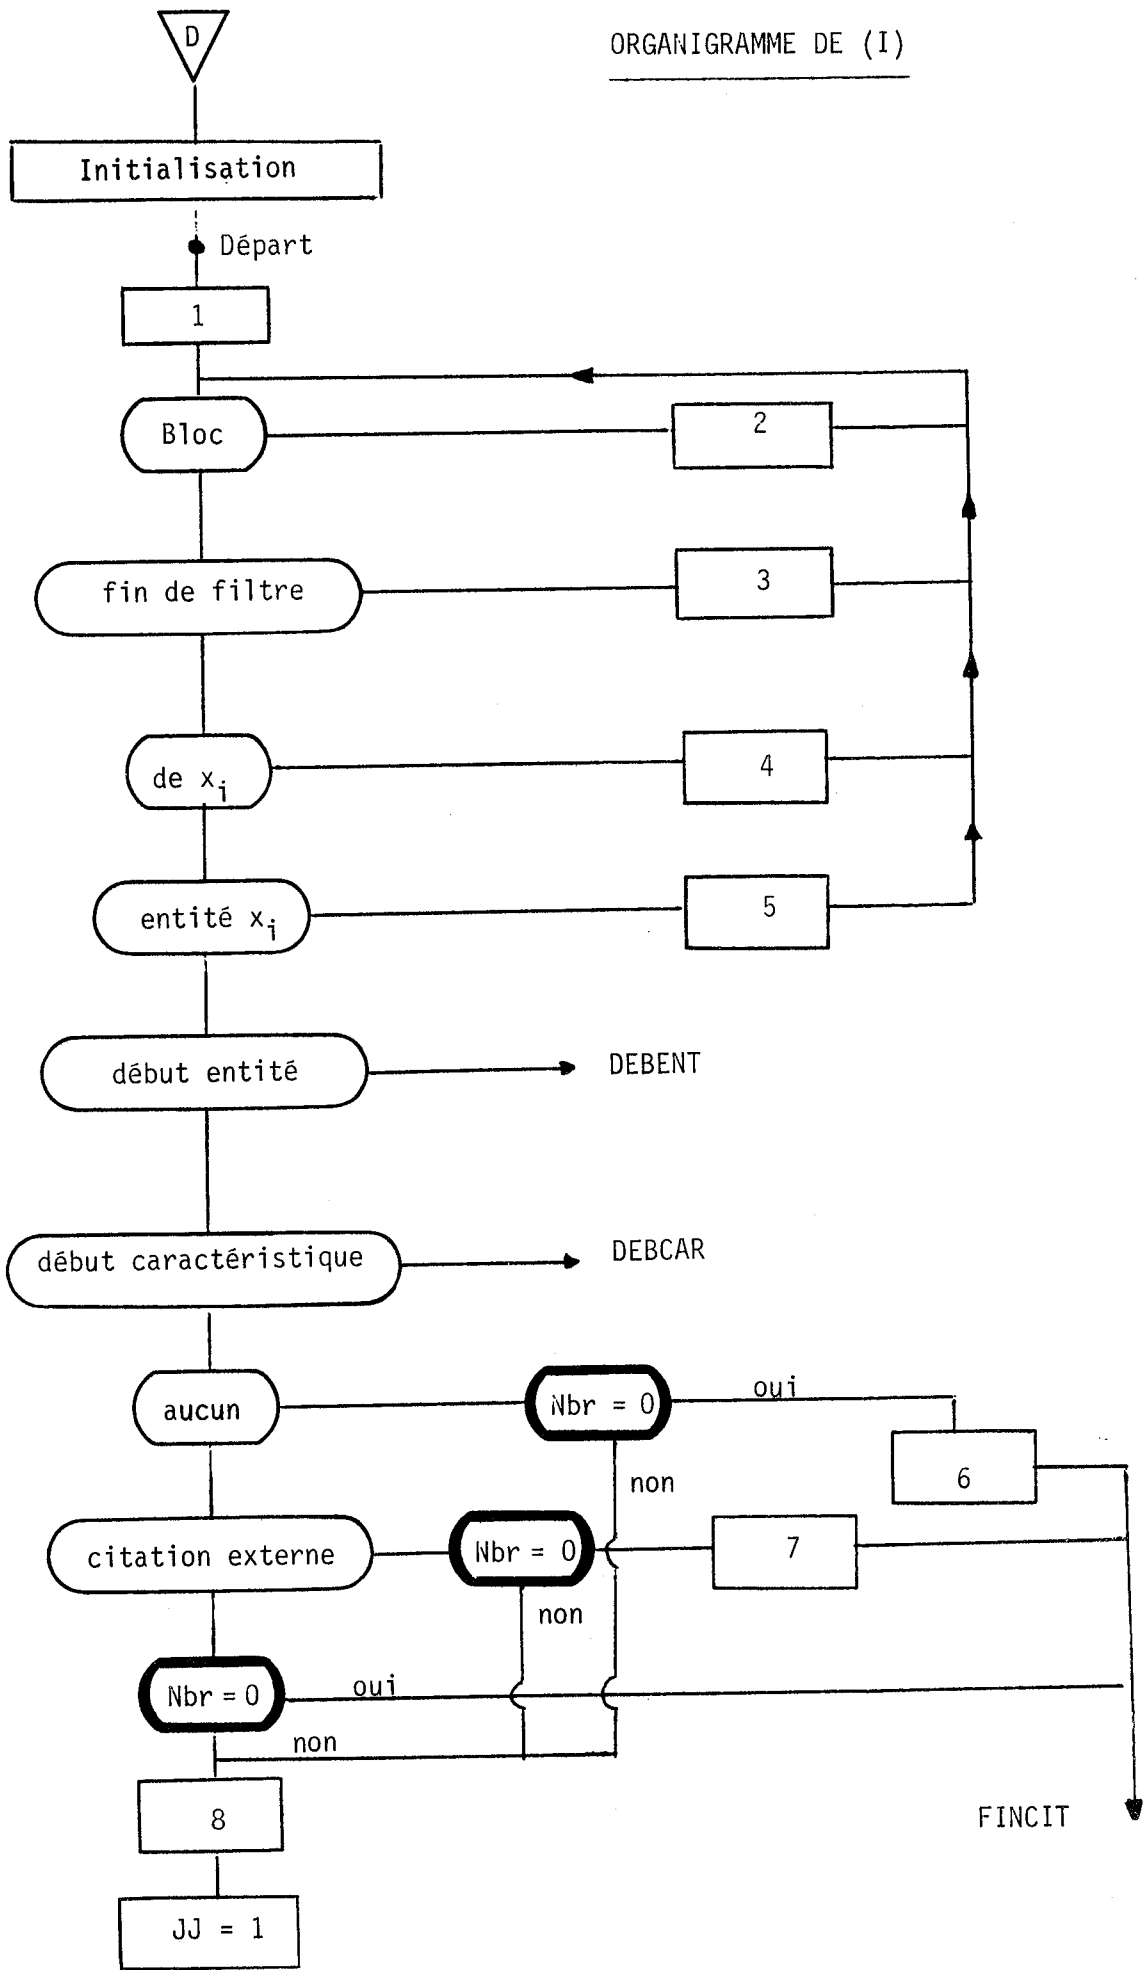 D
ORGANIGRAMME DE (I)
Initialisation
Départ
1
Bloc
2
fin de filtre
3
de xi
4
entité xi
5
début entité
DEBENT
début caractéristique
DEBCAR
aucun
Nbr = 0
oui
6
non
citation externe
Nbr = 0
7
non
Nbr = 0
oui
non
8
FINCIT
JJ = 1